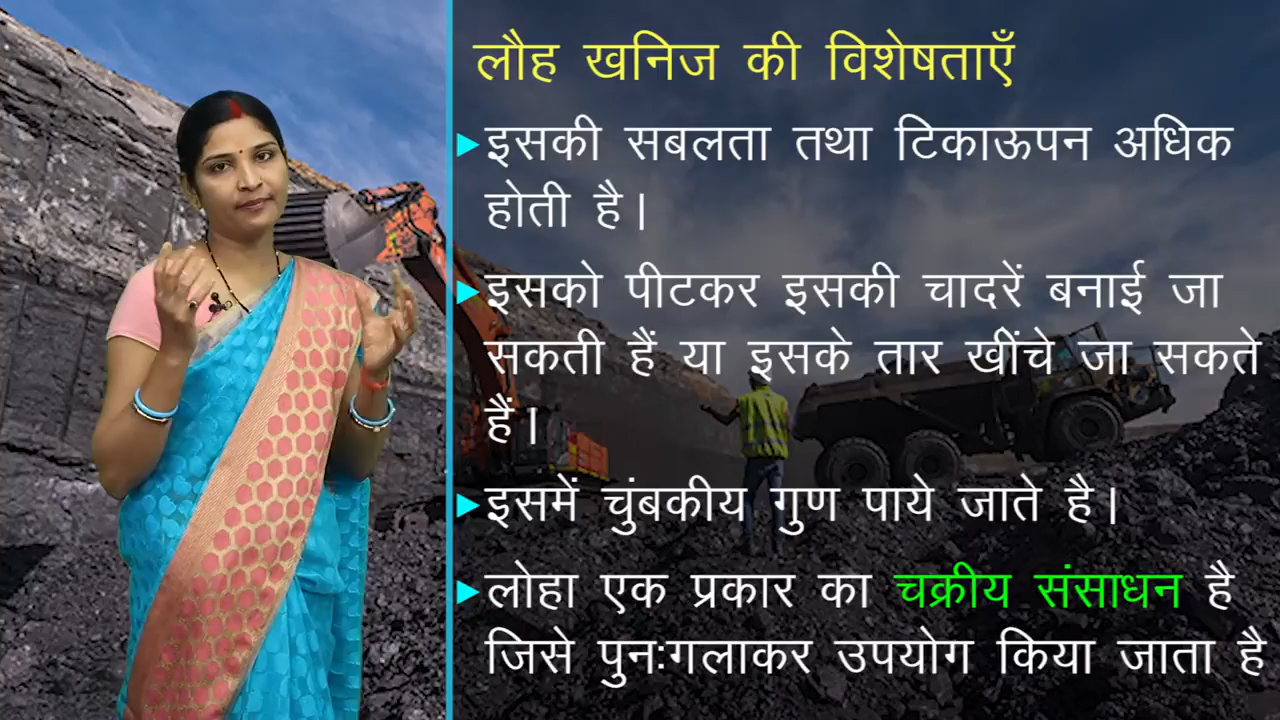 लौह खनिज की विशेषताएँ
इसकी सबलता तथा टिकाऊपन अधिक
होती है।
इसको पीटकर इसकी चादरें बनाई जा
सकती हैं या इसके तार खींचे जा सकते
हैं।
इसमें चुंबकीय गुण पाये जाते है।
लोहा एक प्रकार का चक्रीय संसाधन है
जिसे पुनःगलाकर उपयोग किया जाता है